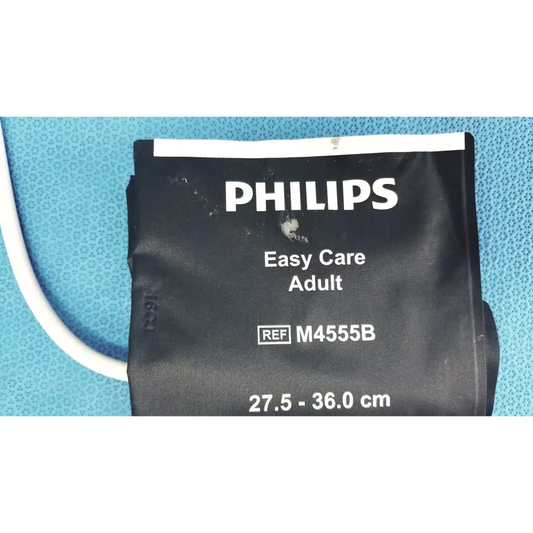 PHILIPS
Easy Care
Adult
REF M4555B
27.5 - 36.0 cm